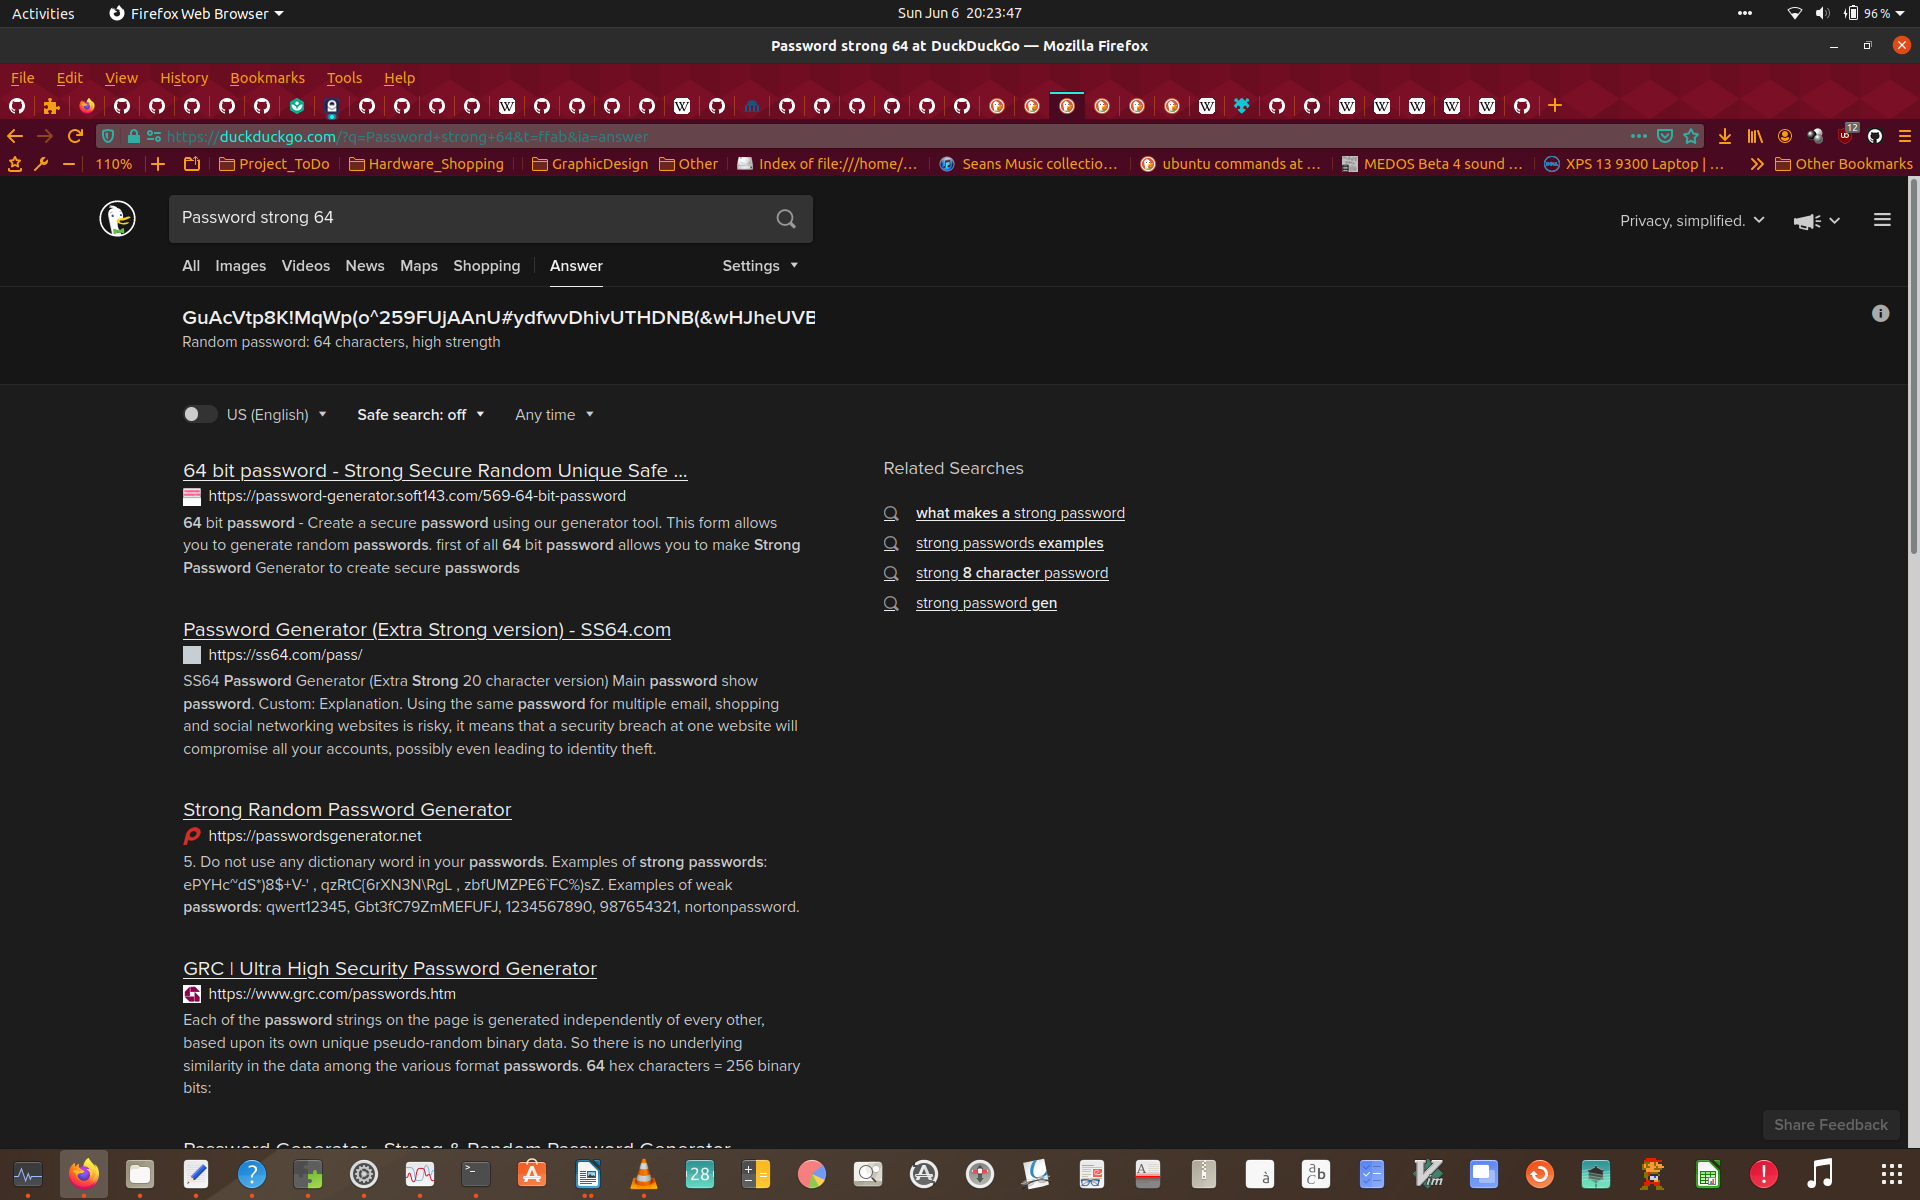 Activities
Firefox Web Browser
Sun Jun 6 20:23:47
96 %
Password strong 64 at DuckDuckGo — Mozilla Firefox
File Edit View History Bookmarks Tools Help
https://duckduckgo.com/?q=Password+strong+64&t=ffab&ia=answer
12
110%
Project_ToDo
Hardware_Shopping
GraphicDesign
Other
Index of file:///home/...
Seans Music collectio...
ubuntu commands at ...
MEDOS Beta 4 sound ...
XPS 13 9300 Laptop | ...
Other Bookmarks
Password strong 64
Privacy, simplified.
All Images Videos News Maps Shopping Answer Settings
GuAcVtp8K!MqWp(o^259FUjAAnU#ydfwvDhivUTHDNB(&wHJheUVE
Random password: 64 characters, high strength
US (English) Safe search: off Any time
64 bit password - Strong Secure Random Unique Safe ...
https://password-generator.soft143.com/569-64-bit-password
64 bit password - Create a secure password using our generator tool. This form allows
you to generate random passwords. first of all 64 bit password allows you to make Strong
Password Generator to create secure passwords
Password Generator (Extra Strong version) - SS64.com
https://ss64.com/pass/
SS64 Password Generator (Extra Strong 20 character version) Main password show
password. Custom: Explanation. Using the same password for multiple email, shopping
and social networking websites is risky, it means that a security breach at one website will
compromise all your accounts, possibly even leading to identity theft.
Strong Random Password Generator
https://passwordsgenerator.net
5. Do not use any dictionary word in your passwords. Examples of strong passwords:
ePYHc~dS*)8$+V-' , qzRtC{6rXN3N\RgL , zbfUMZPE6`FC%)sZ. Examples of weak
passwords: qwert12345, Gbt3fC79ZmMEFUFJ, 1234567890, 987654321, nortonpassword.
GRC | Ultra High Security Password Generator
https://www.grc.com/passwords.htm
Each of the password strings on the page is generated independently of every other,
based upon its own unique pseudo-random binary data. So there is no underlying
similarity in the data among the various format passwords. 64 hex characters = 256 binary
bits:
Password Generator - Strong & Random Password Generator
Related Searches
what makes a strong password
strong passwords examples
strong 8 character password
strong password gen
Share Feedback
28